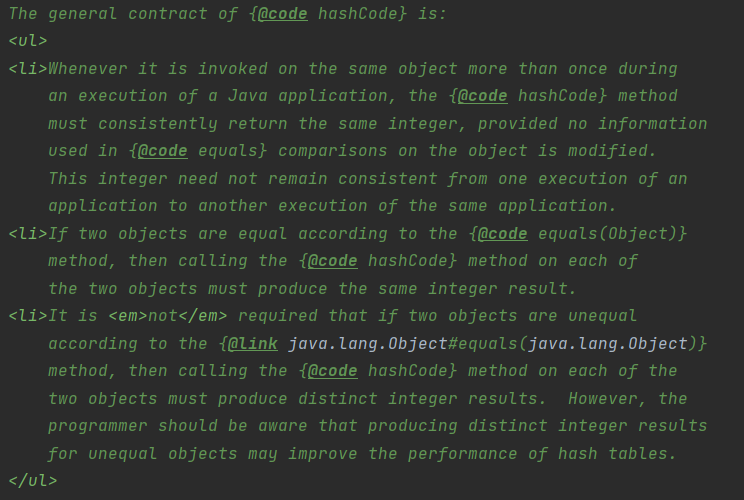 The general contract of {@code hashCode} is:
<ul>
<li>Whenever it is invoked on the same object more than once during
an execution of a Java application, the {@code hashCode} method
must consistently return the same integer, provided no information
used in {@code equals} comparisons on the object is modified.
This integer need not remain consistent from one execution of an
application to another execution of the same application.
<li>If two objects are equal according to the {@code equals(Object)}
method, then calling the {@code hashCode} method on each of
the two objects must produce the same integer result.
<li>It is <em>not</em> required that if two objects are unequal
according to the {@link java.lang.Object#equals(java.lang.Object)}
method, then calling the {@code hashCode} method on each of the
two objects must produce distinct integer results.  However, the
programmer should be aware that producing distinct integer results
for unequal objects may improve the performance of hash tables.
</ul>